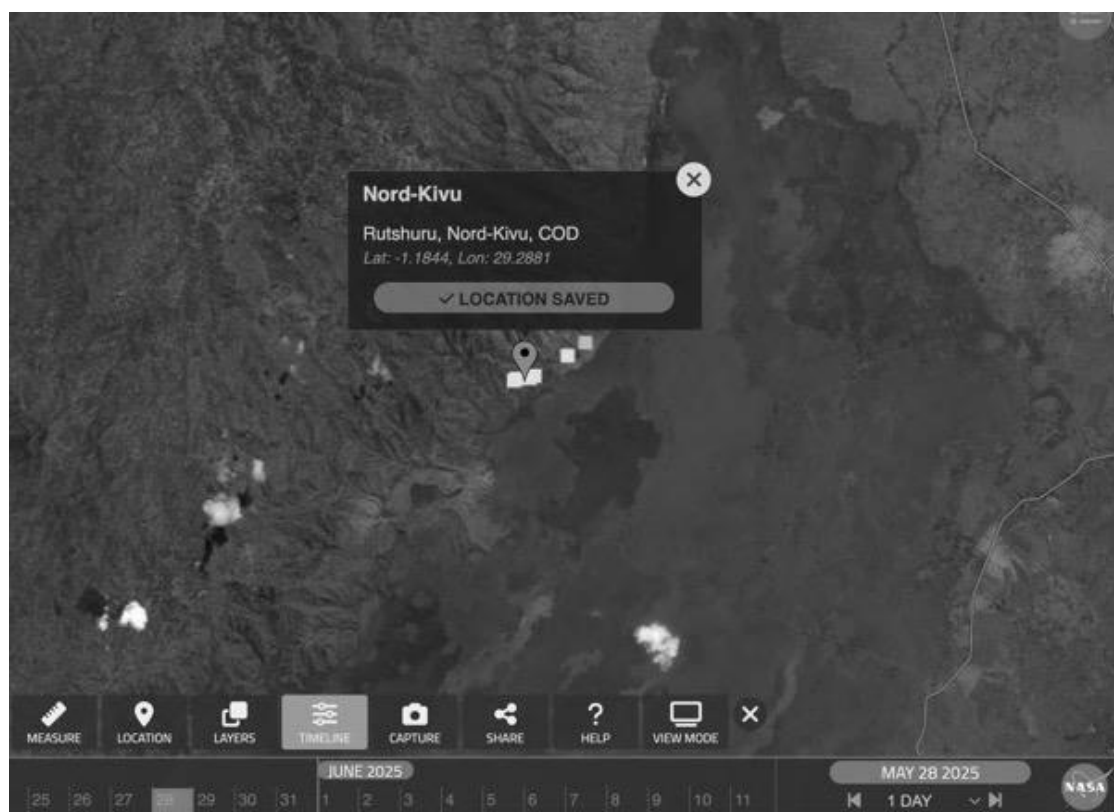 Nord-Kivu
Rutshuru, Nord-Kivu, COD
Lat: -1.1844, Lon: 29.2881
✓ LOCATION SAVED
MEASURE LOCATION LAYERS TIMELINE CAPTURE SHARE HELP VIEW MODE
JUNE 2025 MAY 28 2025
25 26 27 28 29 30 31 1 2 3 4 5 6 7 8 9 10 11 1 DAY NASA